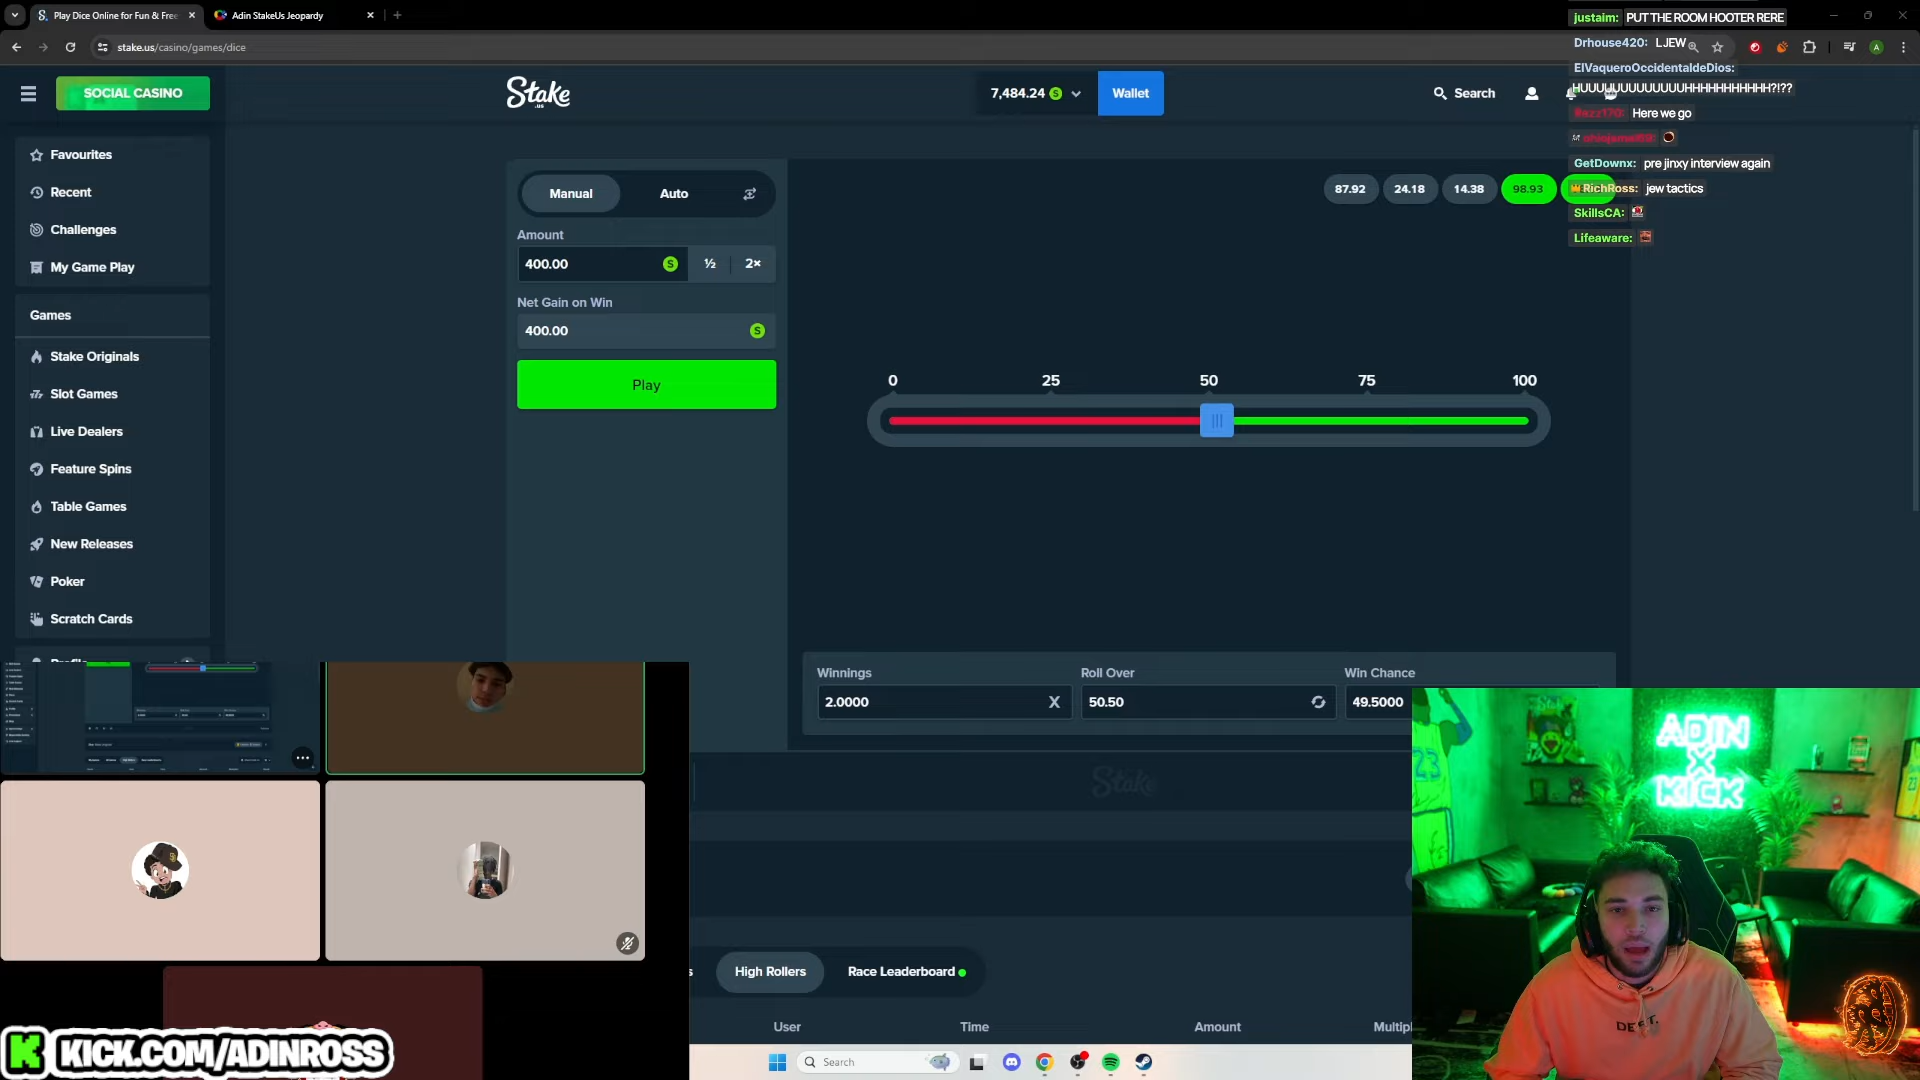 Play Dice Online for Fun & Free
Adin StakeUs Jeopardy
stake.us/casino/games/dice
SOCIAL CASINO
Stake
.US
7,484.24
Wallet
Search
Favourites
Recent
Challenges
My Game Play
Games
Stake Originals
Slot Games
Live Dealers
Feature Spins
Table Games
New Releases
Poker
Scratch Cards
Manual
Auto
Amount
400.00
½
2×
Net Gain on Win
400.00
Play
87.92
24.18
14.38
98.93
0
25
50
75
100
Winnings
2.0000
X
Roll Over
50.50
Win Chance
49.5000
Stake
High Rollers
Race Leaderboard
User
Time
Amount
Search
justaim: PUT THE ROOM HOOTER RERE
Drhouse420: LJEW
ElVaqueroOccidentaldeDios:
HUUUUUUUUUUUUUHHHHHHHHHHH?!??
Here we go
GetDownx: pre jinxy interview again
RichRoss: jew tactics
SkillsCA:
Lifeaware:
ADIN
X
KICK
23
K KICK.COM/ADINROSS